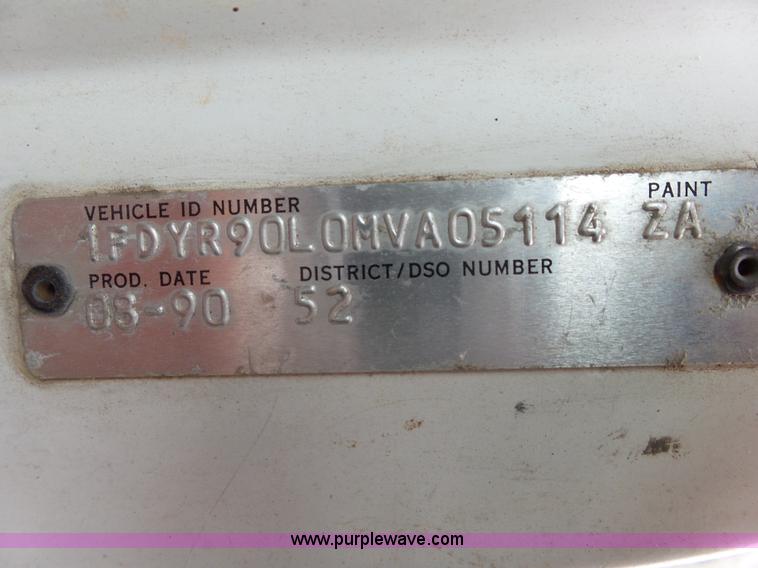 VEHICLE ID NUMBER PAINT
1FDYR90L0MVA05114 ZA
PROD. DATE DISTRICT/DSO NUMBER
08-90 52
www.purplewave.com